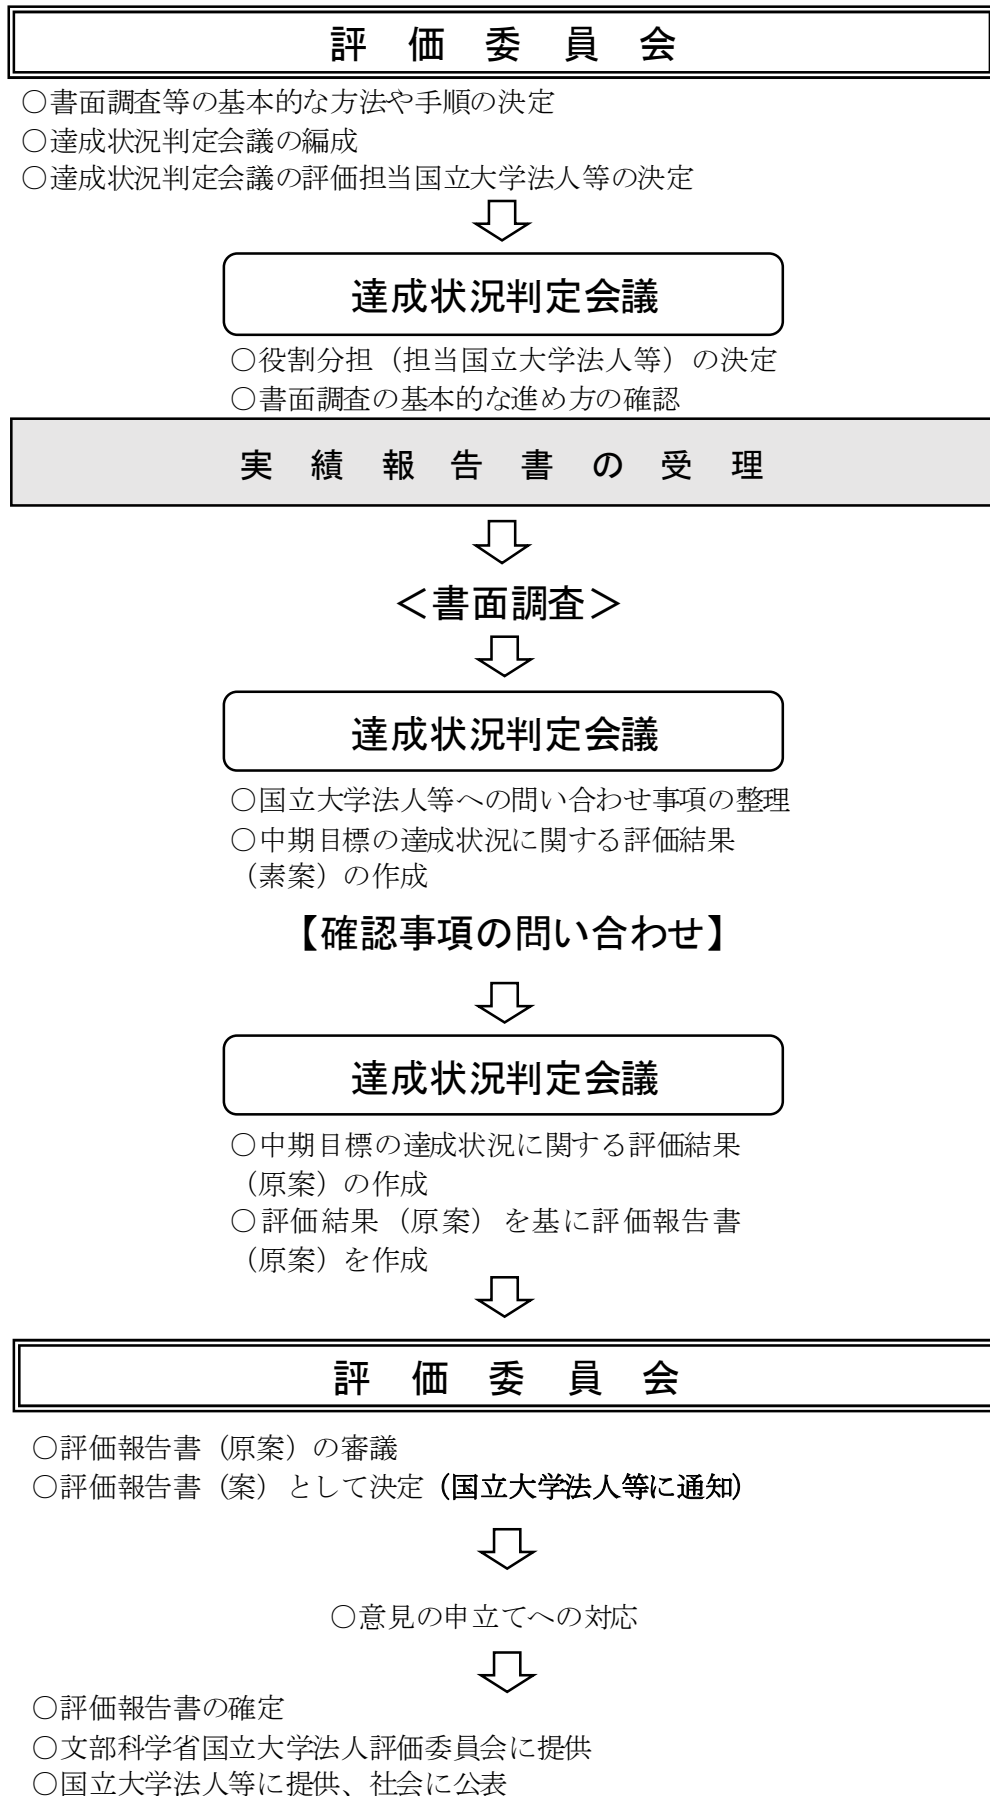 評価委員会
○書面調査等の基本的な方法や手順の決定
○達成状況判定会議の編成
○達成状況判定会議の評価担当国立大学法人等の決定
達成状況判定会議
○役割分担（担当国立大学法人等）の決定
○書面調査の基本的な進め方の確認
実績報告書の受理
＜書面調査＞
達成状況判定会議
○国立大学法人等への問い合わせ事項の整理
○中期目標の達成状況に関する評価結果
（素案）の作成
【確認事項の問い合わせ】
達成状況判定会議
○中期目標の達成状況に関する評価結果
（原案）の作成
○評価結果（原案）を基に評価報告書
（原案）を作成
評価委員会
○評価報告書（原案）の審議
○評価報告書（案）として決定（国立大学法人等に通知）
○意見の申立てへの対応
○評価報告書の確定
○文部科学省国立大学法人評価委員会に提供
○国立大学法人等に提供、社会に公表